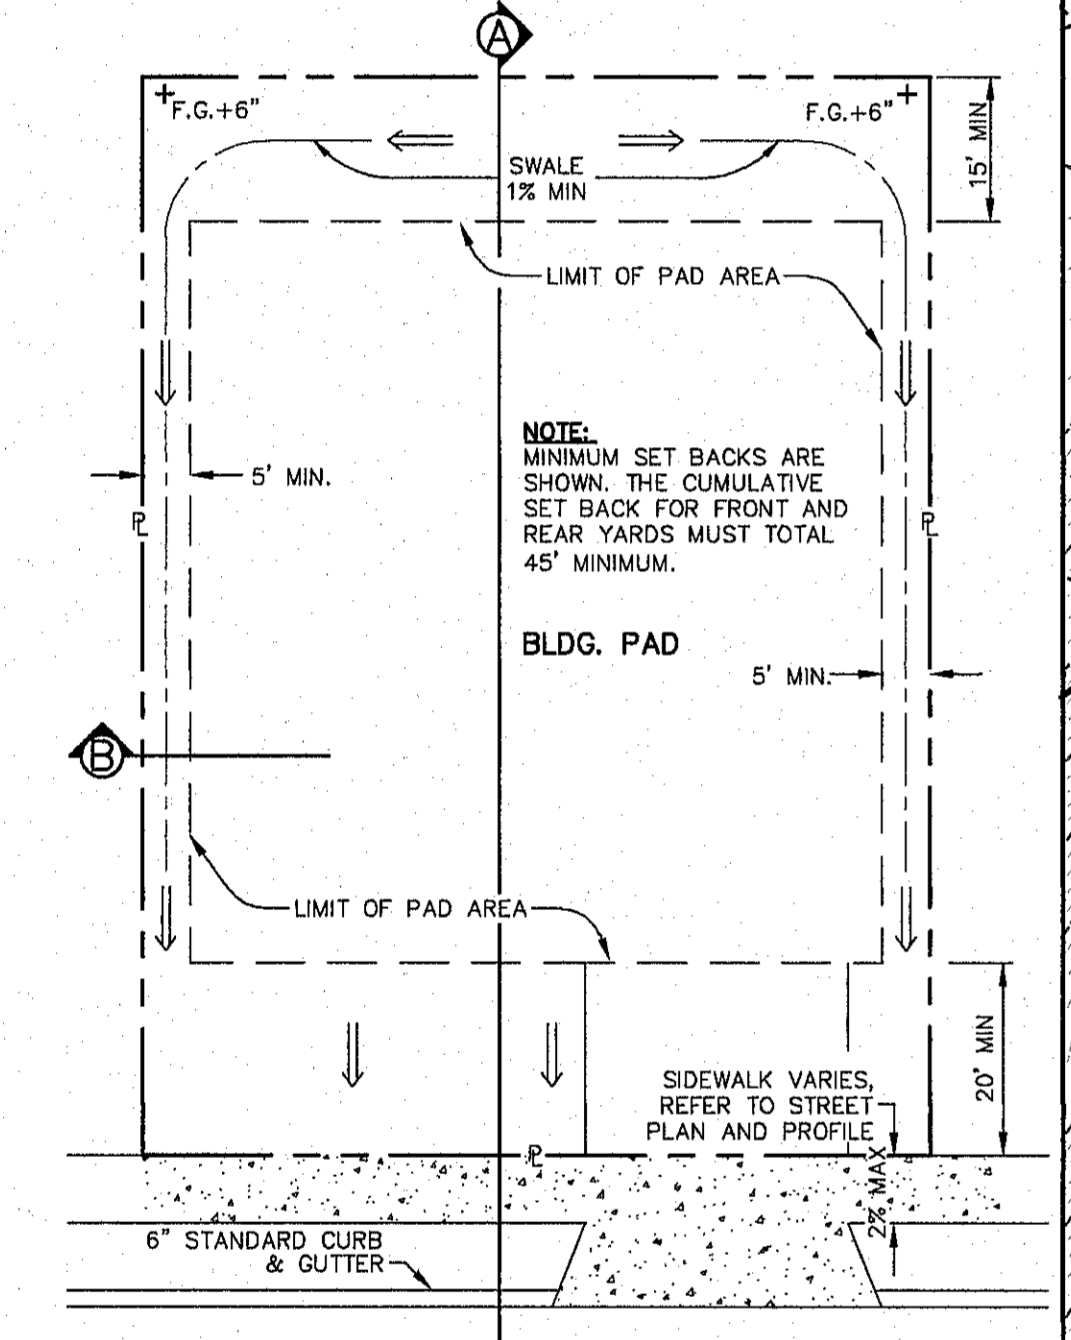 A
F.G.+6"
F.G.+6"
15' MIN
SWALE
1% MIN
LIMIT OF PAD AREA
NOTE:
MINIMUM SET BACKS ARE
SHOWN. THE CUMULATIVE
SET BACK FOR FRONT AND
REAR YARDS MUST TOTAL
45' MINIMUM.
5' MIN.
PL
PL
BLDG. PAD
5' MIN.
B
LIMIT OF PAD AREA
20' MIN
SIDEWALK VARIES,
REFER TO STREET
PLAN AND PROFILE
PL
2% MAX
6" STANDARD CURB
& GUTTER